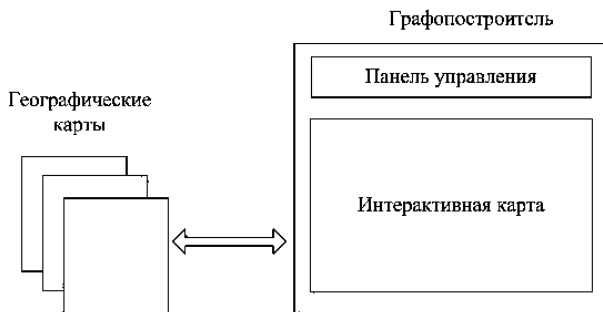 Графопостроитель
Панель управления
Географические
карты
Интерактивная карта